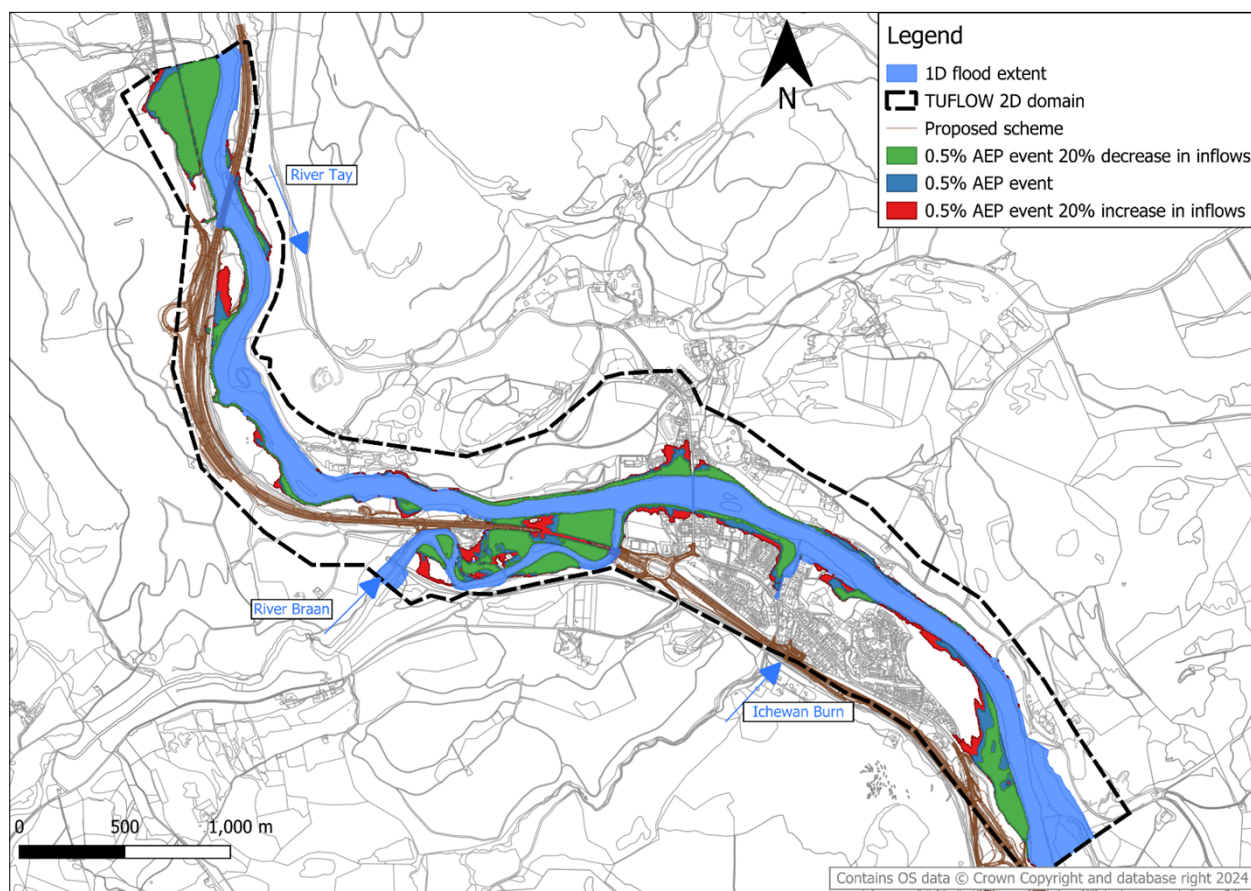 Legend
1D flood extent
TUFLOW 2D domain
Proposed scheme
0.5% AEP event 20% decrease in inflows
0.5% AEP event
0.5% AEP event 20% increase in inflows
N
River Tay
River Braan
Ichewan Burn
0 500 1,000 m
Contains OS data © Crown Copyright and database right 2024